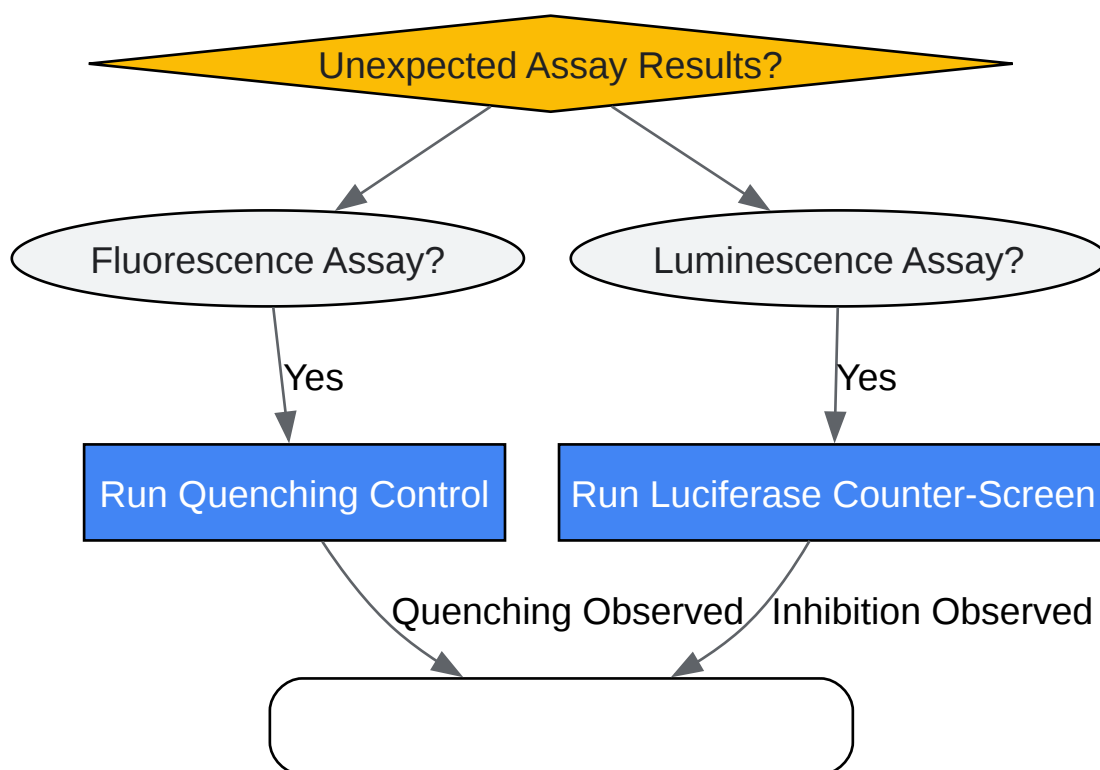 Unexpected Assay Results?
Fluorescence Assay?
Luminescence Assay?
Yes
Yes
Run Quenching Control
Run Luciferase Counter-Screen
Quenching Observed
Inhibition Observed